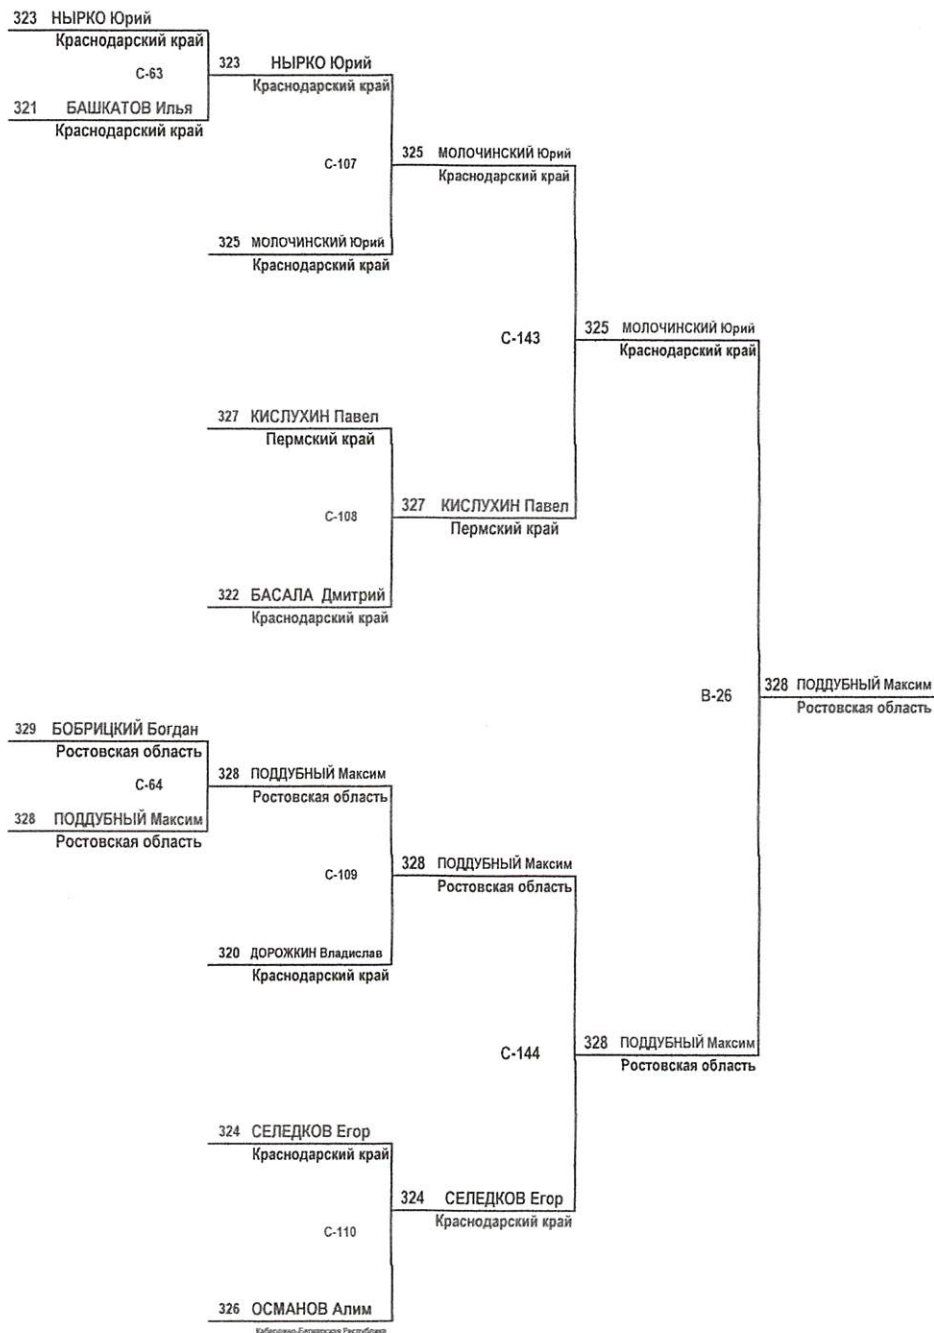 323 НЫРКО Юрий
Краснодарский край
С-63
323 НЫРКО Юрий
Краснодарский край
321 БАШКАТОВ Илья
Краснодарский край
С-107
325 МОЛОЧИНСКИЙ Юрий
Краснодарский край
325 МОЛОЧИНСКИЙ Юрий
Краснодарский край
С-143
325 МОЛОЧИНСКИЙ Юрий
Краснодарский край
327 КИСЛУХИН Павел
Пермский край
С-108
327 КИСЛУХИН Павел
Пермский край
322 БАСАЛА Дмитрий
Краснодарский край
В-26
328 ПОДДУБНЫЙ Максим
Ростовская область
329 БОБРИЦКИЙ Богдан
Ростовская область
С-64
328 ПОДДУБНЫЙ Максим
Ростовская область
328 ПОДДУБНЫЙ Максим
Ростовская область
С-109
328 ПОДДУБНЫЙ Максим
Ростовская область
320 ДОРОЖКИН Владислав
Краснодарский край
С-144
328 ПОДДУБНЫЙ Максим
Ростовская область
324 СЕЛЕДКОВ Егор
Краснодарский край
С-110
324 СЕЛЕДКОВ Егор
Краснодарский край
326 ОСМАНОВ Алим
Кабардино-Балкарская Республика